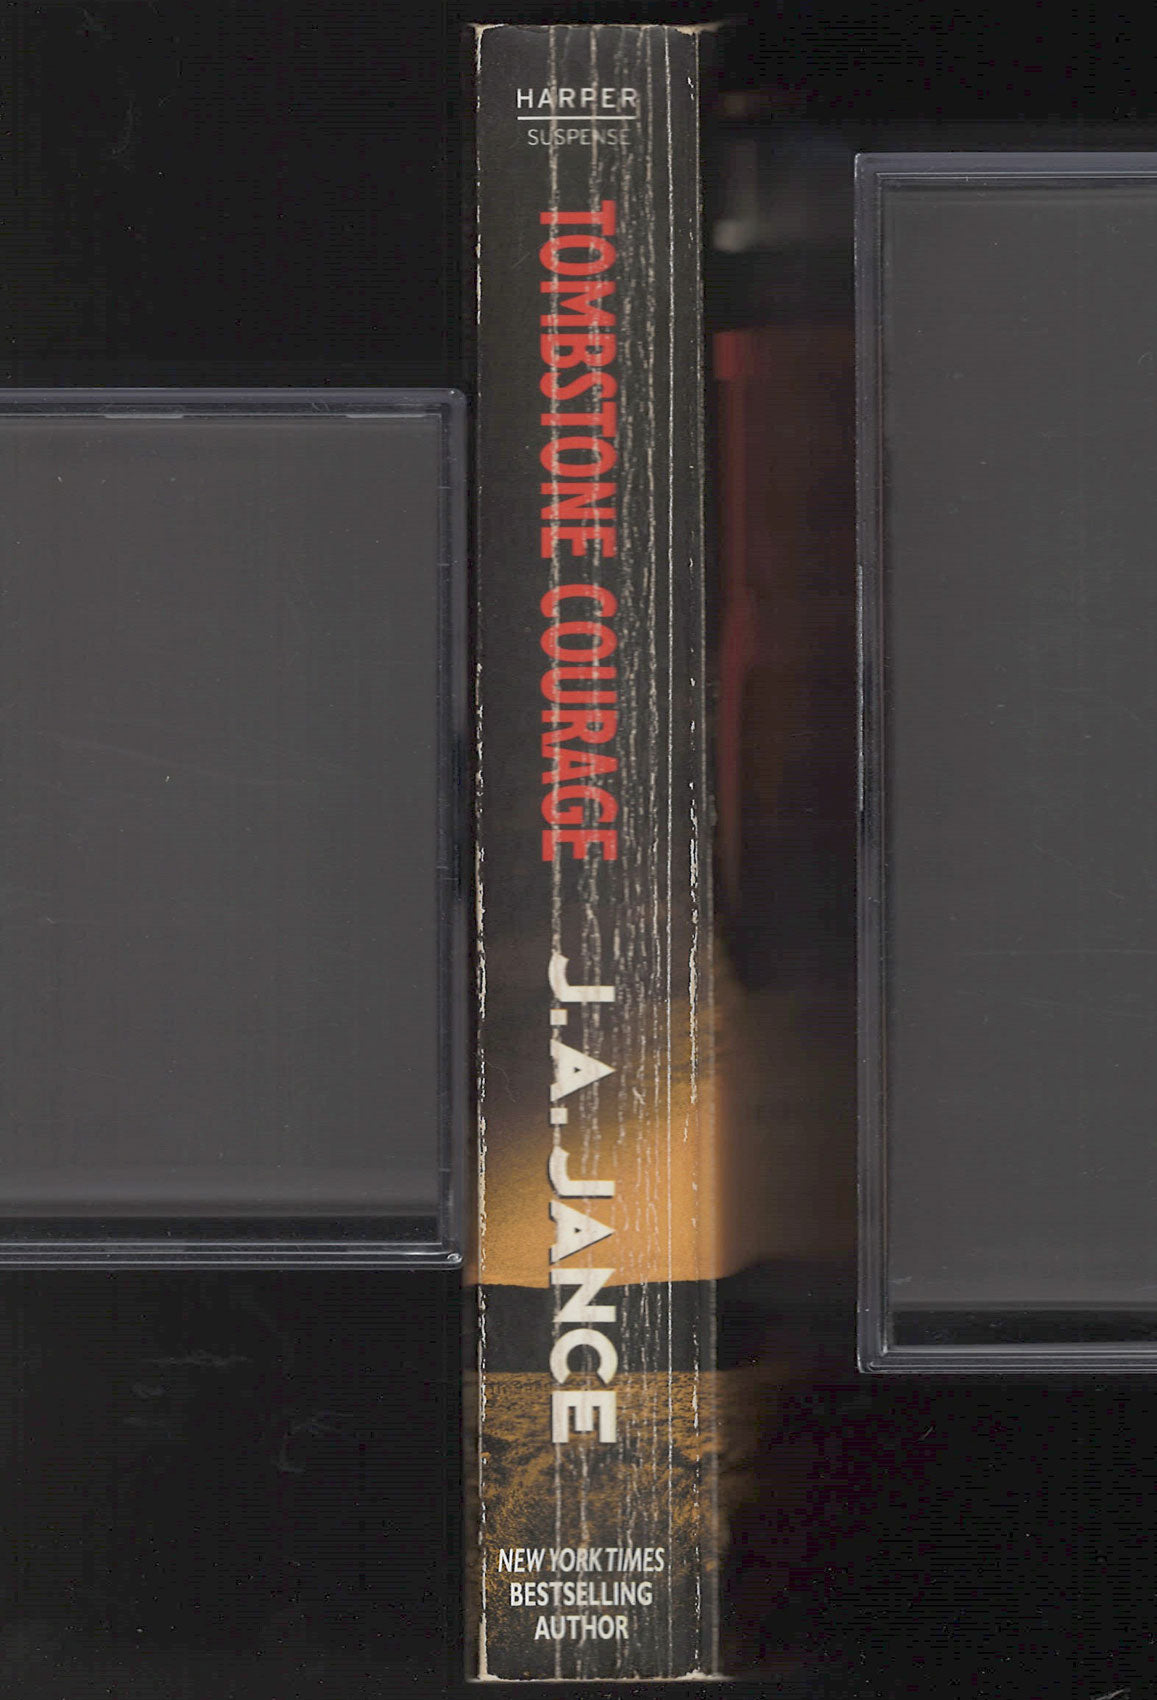 HARPER
SUSPENSE
TOMBSTONE COURAGE
J.A. JANCE
NEW YORK TIMES
BESTSELLING
AUTHOR